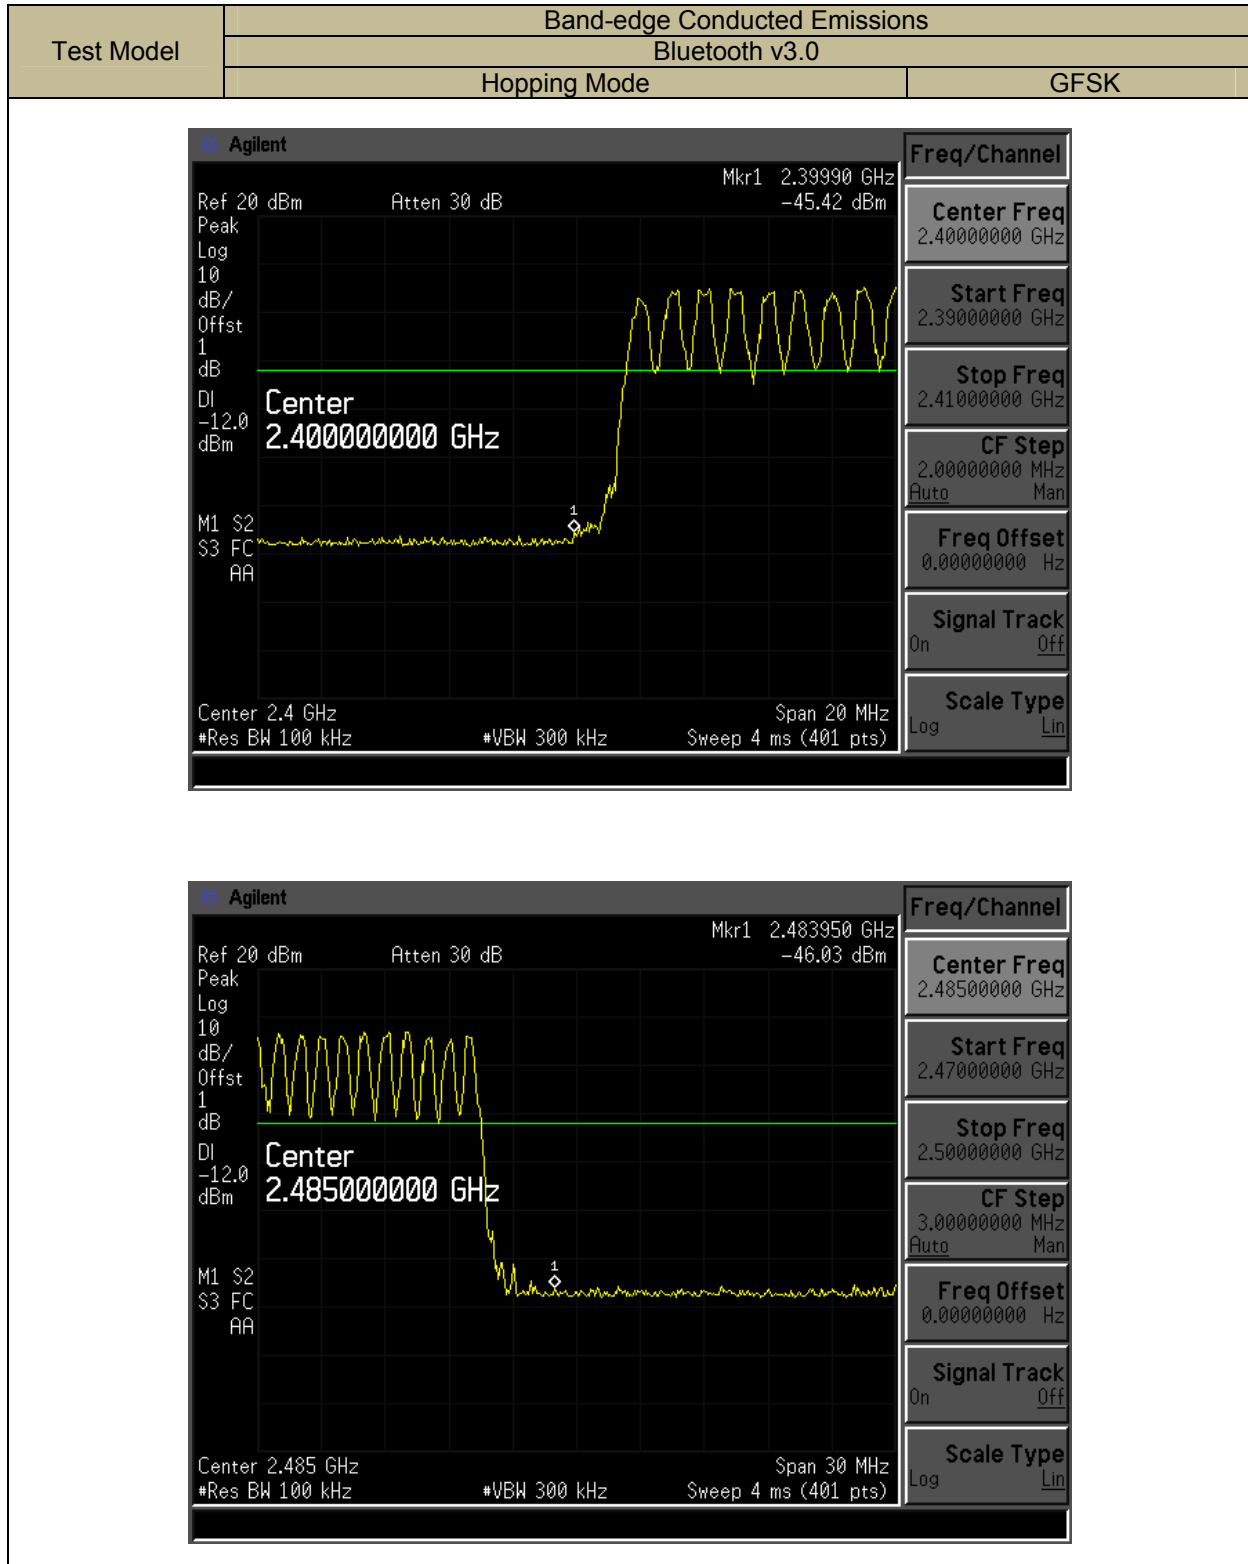 Test Model
Band-edge Conducted Emissions
Bluetooth v3.0
Hopping Mode GFSK
Agilent
Mkr1 2.39990 GHz
Ref 20 dBm Atten 30 dB -45.42 dBm
Peak
Log
10
dB/
Offst
1
dB
DI
-12.0
dBm
Center
2.400000000 GHz
1
M1 S2
S3 FC
AA
Center 2.4 GHz Span 20 MHz
#Res BW 100 kHz #VBW 300 kHz Sweep 4 ms (401 pts)
Freq/Channel
Center Freq
2.40000000 GHz
Start Freq
2.39000000 GHz
Stop Freq
2.41000000 GHz
CF Step
2.00000000 MHz
Auto Man
Freq Offset
0.00000000 Hz
Signal Track
On Off
Scale Type
Log Lin
Agilent
Mkr1 2.483950 GHz
Ref 20 dBm Atten 30 dB -46.03 dBm
Peak
Log
10
dB/
Offst
1
dB
DI
-12.0
dBm
Center
2.485000000 GHz
1
M1 S2
S3 FC
AA
Center 2.485 GHz Span 30 MHz
#Res BW 100 kHz #VBW 300 kHz Sweep 4 ms (401 pts)
Freq/Channel
Center Freq
2.48500000 GHz
Start Freq
2.47000000 GHz
Stop Freq
2.50000000 GHz
CF Step
3.00000000 MHz
Auto Man
Freq Offset
0.00000000 Hz
Signal Track
On Off
Scale Type
Log Lin